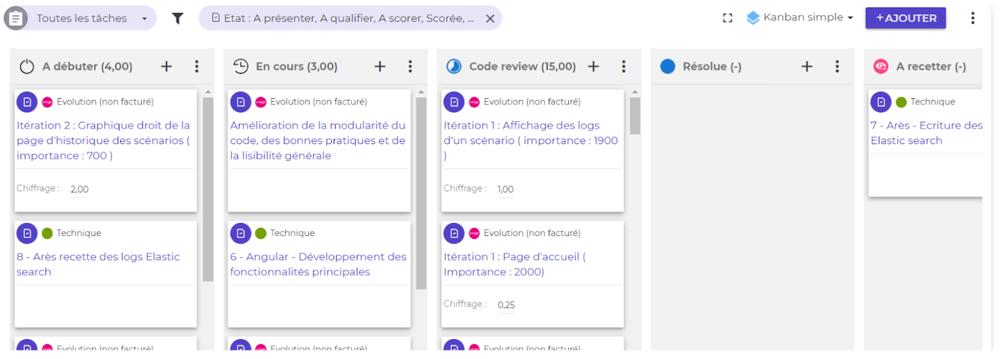 Toutes les tâches
Etat : A présenter, A qualifier, A scorer, Scorée, ...
Kanban simple
+AJOUTER
A débuter (4,00)
Evolution (non facturé)
Itération 2 : Graphique droit de la
page d'historique des scénarios (
importance : 700 )
Chiffrage :
2,00
Technique
8 - Arès recette des logs Elastic
search
Evolution (non facturé)
En cours (3,00)
Evolution (non facturé)
Amélioration de la modularité du
code, des bonnes pratiques et de
la lisibilité générale
Technique
6 - Angular - Développement des
fonctionnalités principales
Evolution (non facturé)
Code review (15,00)
Evolution (non facturé)
Itération 1 : Affichage des logs
d'un scénario ( importance : 1900
)
Chiffrage :
1,00
Evolution (non facturé)
Itération 1 : Page d'accueil (
Importance : 2000)
Chiffrage :
0,25
Evolution (non facturé)
Résolue (-)
A recetter (-)
Technique
7 - Arès - Ecriture des
Elastic search